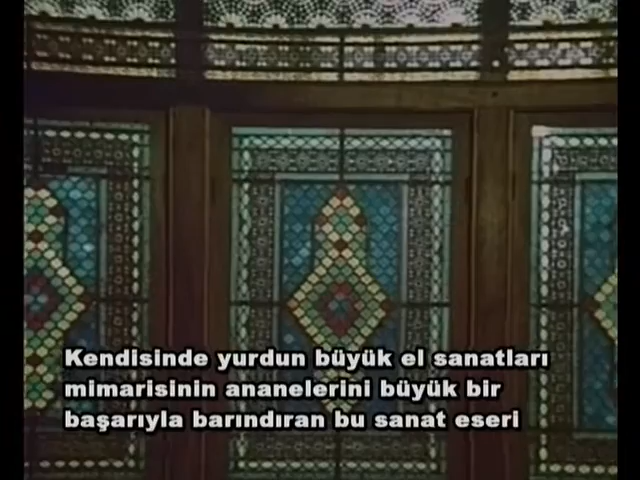 Kendisinde yurdun büyük el sanatları
mimarisinin ananelerini büyük bir
başarıyla barındıran bu sanat eseri